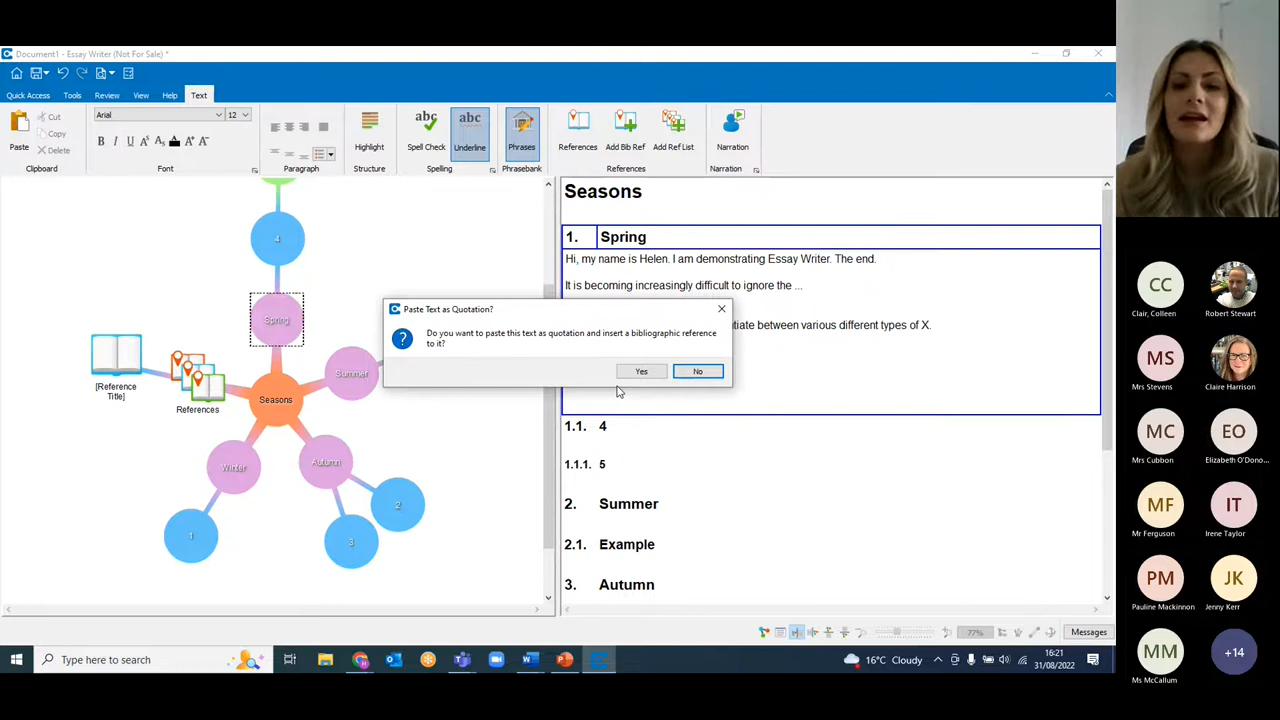 Document1 - Essay Writer (Not For Sale) *
Quick Access Tools Review View Help Text
Paste
Cut
Copy
Delete
Clipboard
Arial 12
B I U
Font
Paragraph
Highlight
Structure
abc
Spell Check
abc
Underline
Spelling
Phrases
Phrasebank
References
Add Bib Ref
Add Ref List
References
Narration
Narration
4
Spring
Summer
[Reference
Title]
References
Seasons
Winter
Autumn
2
1
3
Seasons
1. Spring
Hi, my name is Helen. I am demonstrating Essay Writer. The end.
It is becoming increasingly difficult to ignore the ...
tiate between various different types of X.
1.1. 4
1.1.1. 5
2. Summer
2.1. Example
3. Autumn
Paste Text as Quotation?
Do you want to paste this text as quotation and insert a bibliographic reference
to it?
Yes No
77%
Messages
Type here to search
16°C Cloudy
16:21
31/08/2022
CC
Clair, Colleen
Robert Stewart
MS
Mrs Stevens
Claire Harrison
MC
Mrs Cubbon
EO
Elizabeth O'Dono...
MF
Mr Ferguson
IT
Irene Taylor
PM
Pauline Mackinnon
JK
Jenny Kerr
MM
Ms McCallum
+14